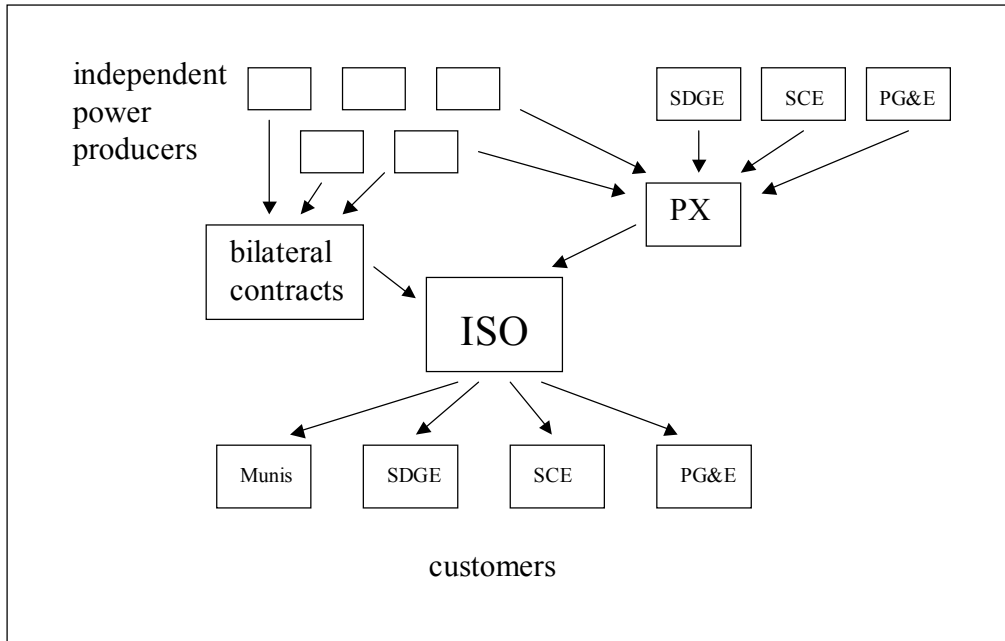 independent
power
producers
SDGE
SCE
PG&E
PX
bilateral
contracts
ISO
Munis
SDGE
SCE
PG&E
customers